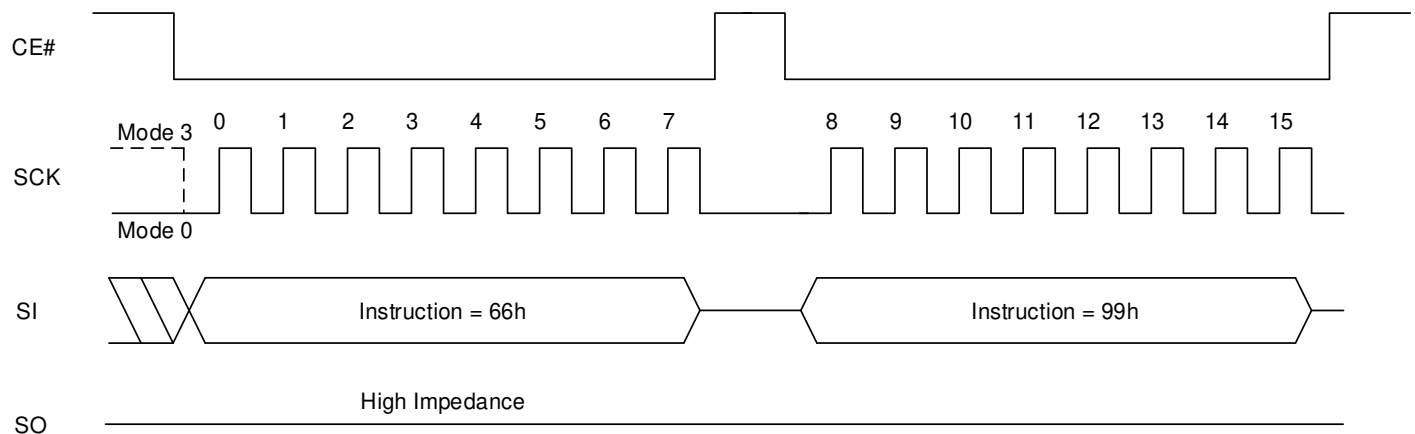 CE#
Mode 3 0 1 2 3 4 5 6 7 8 9 10 11 12 13 14 15
SCK
Mode 0
SI Instruction = 66h Instruction = 99h
High Impedance
SO